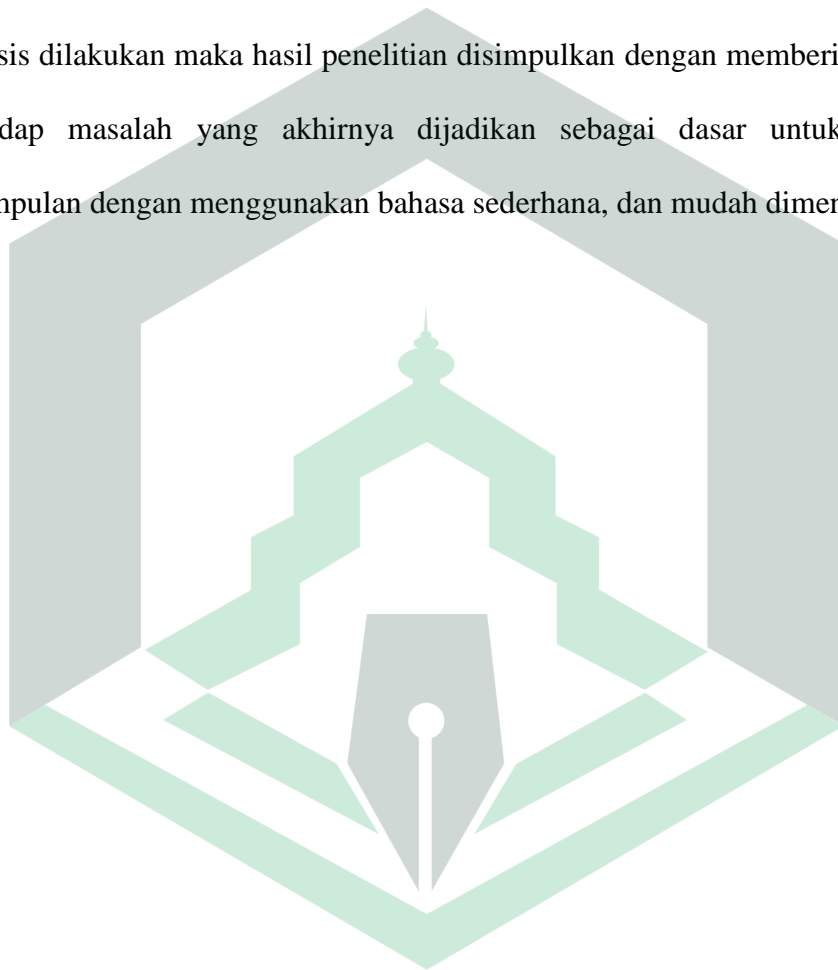 sis dilakukan maka hasil penelitian disimpulkan dengan memberi
dap masalah yang akhirnya dijadikan sebagai dasar untuk
mpulan dengan menggunakan bahasa sederhana, dan mudah dimen